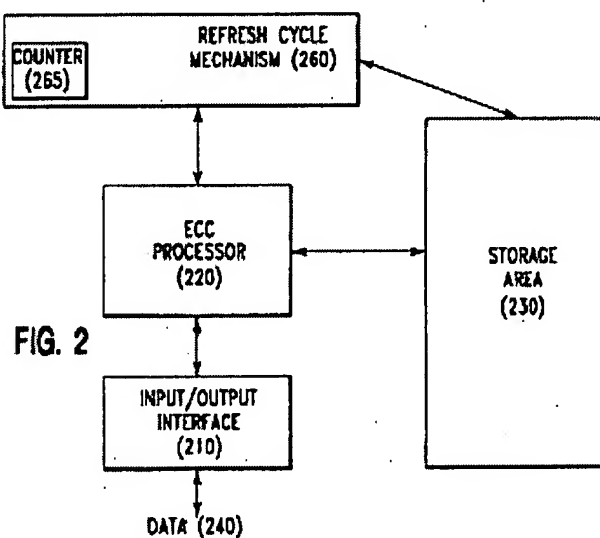 REFRESH CYCLE
MECHANISM (260)
COUNTER
(265)
ECC
PROCESSOR
(220)
STORAGE
AREA
(230)
FIG. 2
INPUT/OUTPUT
INTERFACE
(210)
DATA (240)